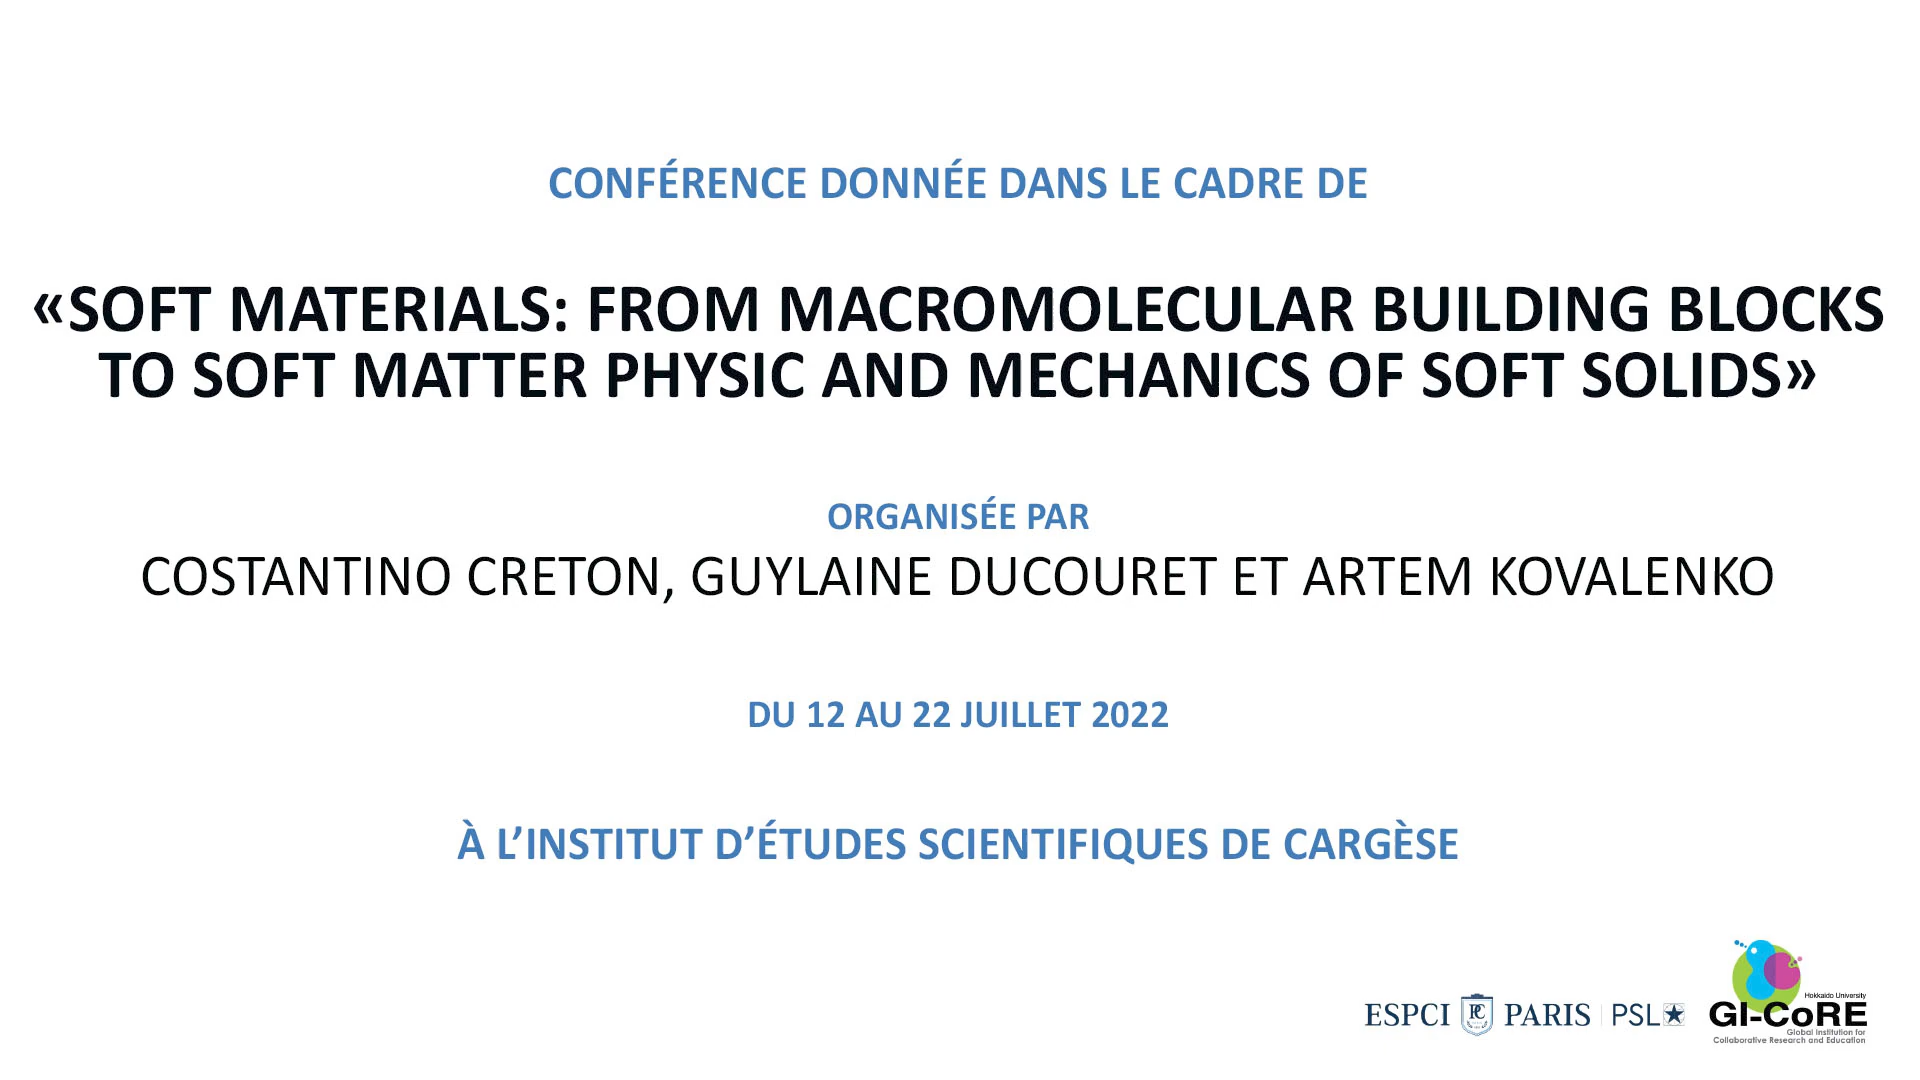 CONFÉRENCE DONNÉE DANS LE CADRE DE
«SOFT MATERIALS: FROM MACROMOLECULAR BUILDING BLOCKS
TO SOFT MATTER PHYSIC AND MECHANICS OF SOFT SOLIDS»
ORGANISÉE PAR
COSTANTINO CRETON, GUYLAINE DUCOURET ET ARTEM KOVALENKO
DU 12 AU 22 JUILLET 2022
À L’INSTITUT D’ÉTUDES SCIENTIFIQUES DE CARGÈSE
ESPCI PC PARIS PSL
Hokkaido University
GI-CoRE
Global Institution for
Collaborative Research and Education